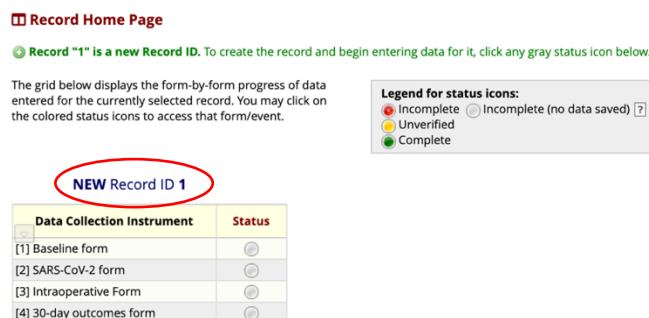 Record Home Page
Record "1" is a new Record ID. To create the record and begin entering data for it, click any gray status icon below.
The grid below displays the form-by-form progress of data
entered for the currently selected record. You may click on
the colored status icons to access that form/event.
Legend for status icons:
Incomplete Incomplete (no data saved) ?
Unverified
Complete
NEW Record ID 1
Data Collection Instrument Status
[1] Baseline form
[2] SARS-CoV-2 form
[3] Intraoperative Form
[4] 30-day outcomes form